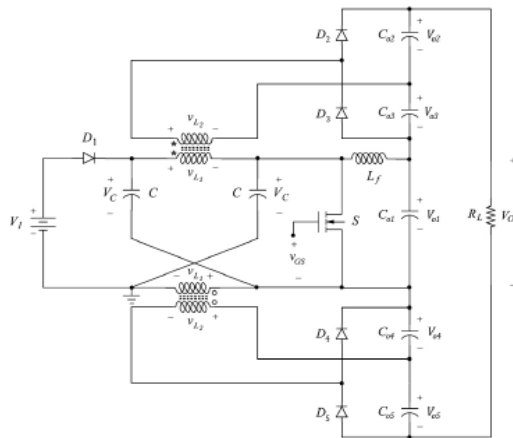 D2 Co2 + Vo2 −
+ vL2 −
D3 Co3 + Vo3 −
D1 * *
+ vL1 − Lf
VI + − + VC − C C + VC − S Co1 + Vo1 − RL + VO −
+ vGS −
− vL1 +
− vL2 +
D4 Co4 + Vo4 −
D5 Co5 + Vo5 −